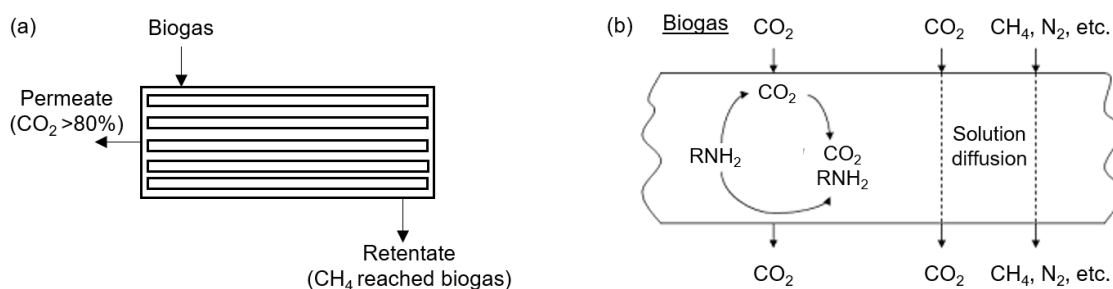 (a)
Biogas
Permeate
(CO2 >80%)
Retentate
(CH4 reached biogas)
(b)
Biogas CO2 CO2 CH4, N2, etc.
CO2
RNH2
CO2
RNH2
Solution
diffusion
CO2 CO2 CH4, N2, etc.